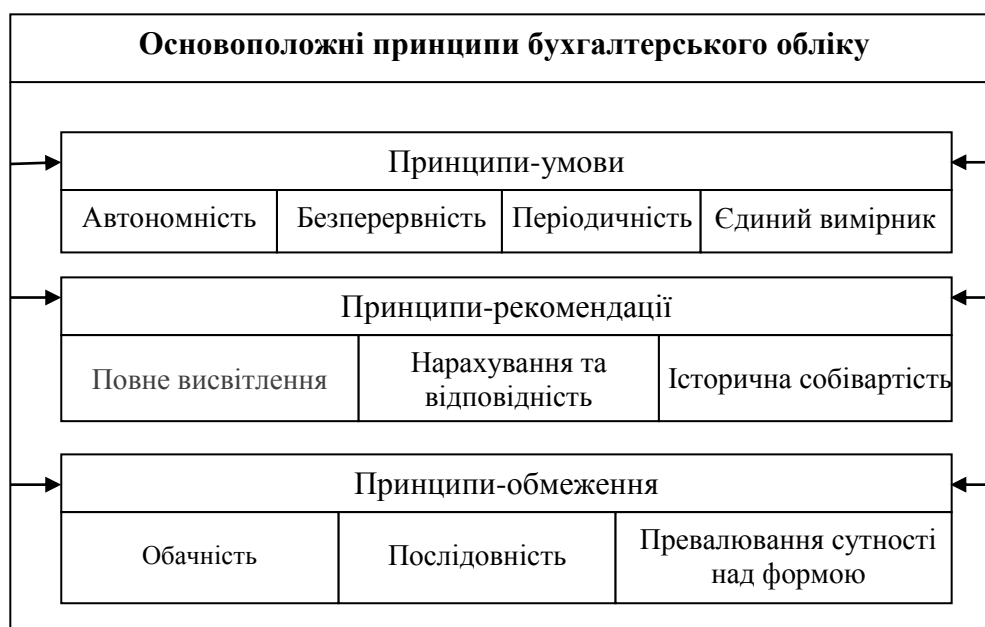 Основоположні принципи бухгалтерського обліку
Принципи-умови
Автономність
Безперервність
Періодичність
Єдиний вимірник
Принципи-рекомендації
Повне висвітлення
Нарахування та
відповідність
Історична собівартість
Принципи-обмеження
Обачність
Послідовність
Превалювання сутності
над формою